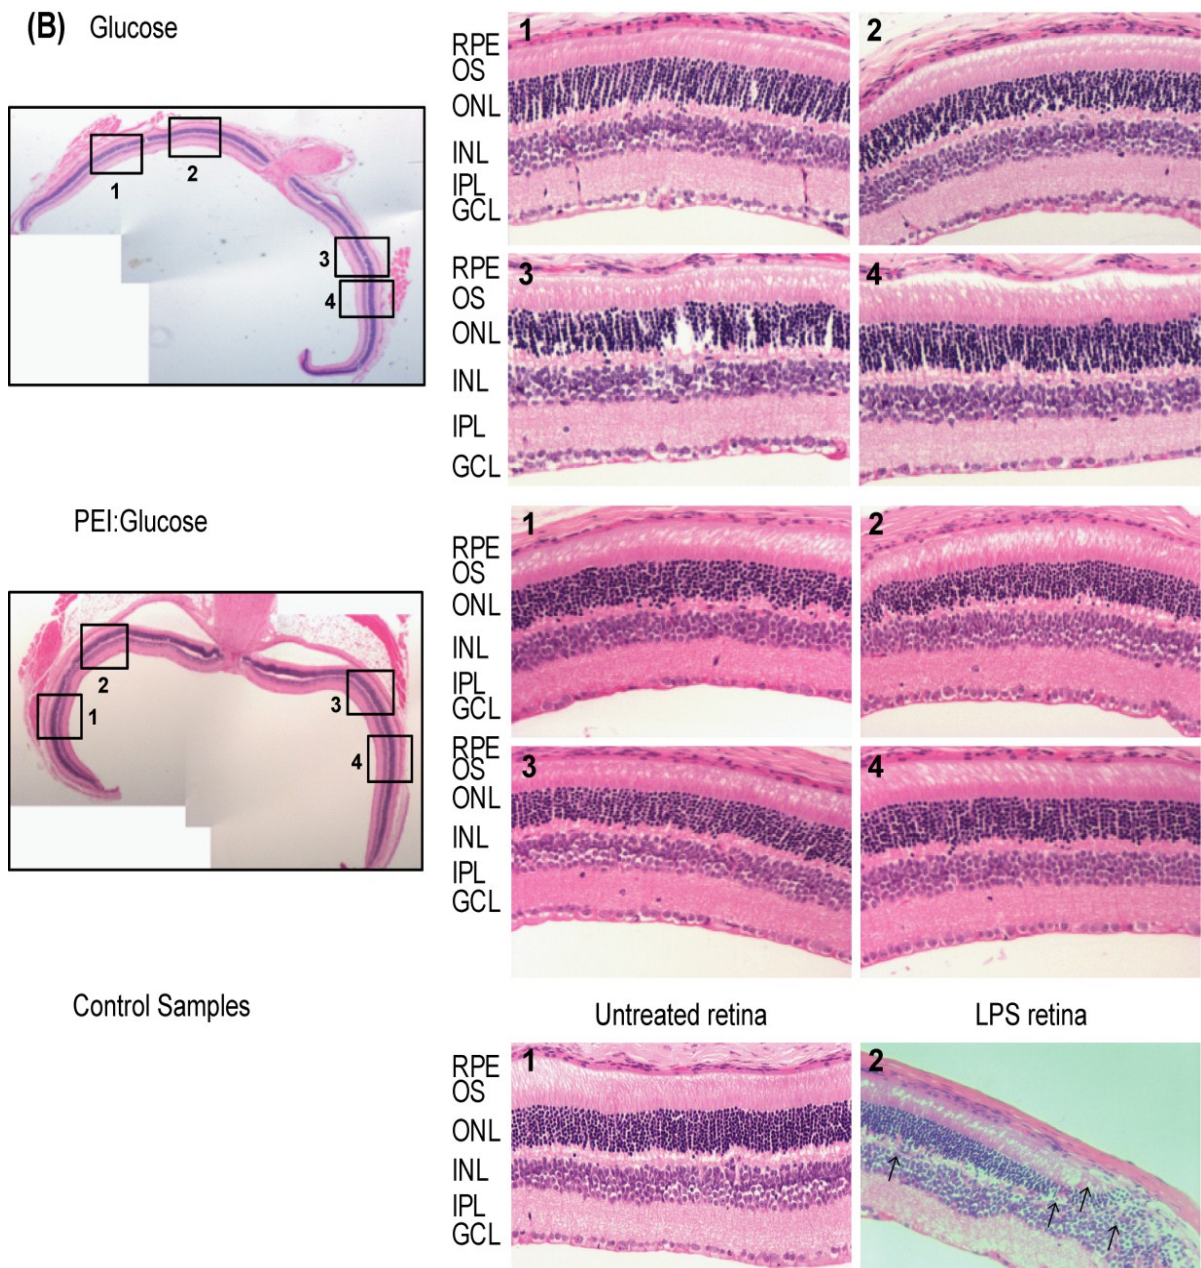 (B) Glucose
1
2
3
4
RPE
OS
ONL
INL
IPL
GCL
1
2
RPE
OS
ONL
INL
IPL
GCL
3
4
PEI:Glucose
1
2
3
4
RPE
OS
ONL
INL
IPL
GCL
1
2
RPE
OS
ONL
INL
IPL
GCL
3
4
Control Samples
Untreated retina
LPS retina
RPE
OS
ONL
INL
IPL
GCL
1
2